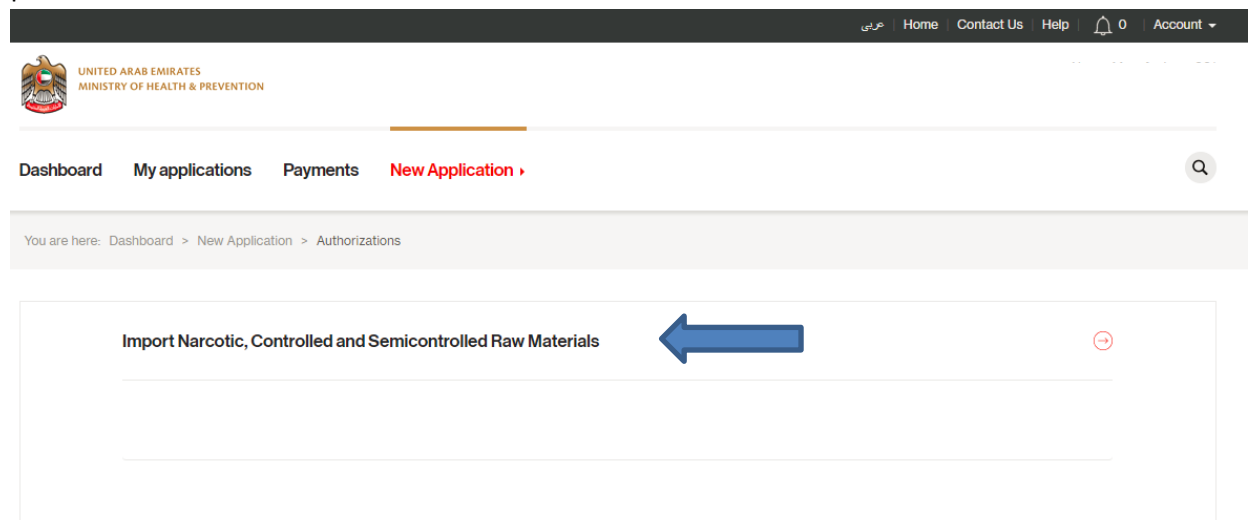 عربى Home Contact Us Help 0 Account
UNITED ARAB EMIRATES
MINISTRY OF HEALTH & PREVENTION
Dashboard My applications Payments New Application
You are here: Dashboard > New Application > Authorizations
Import Narcotic, Controlled and Semicontrolled Raw Materials